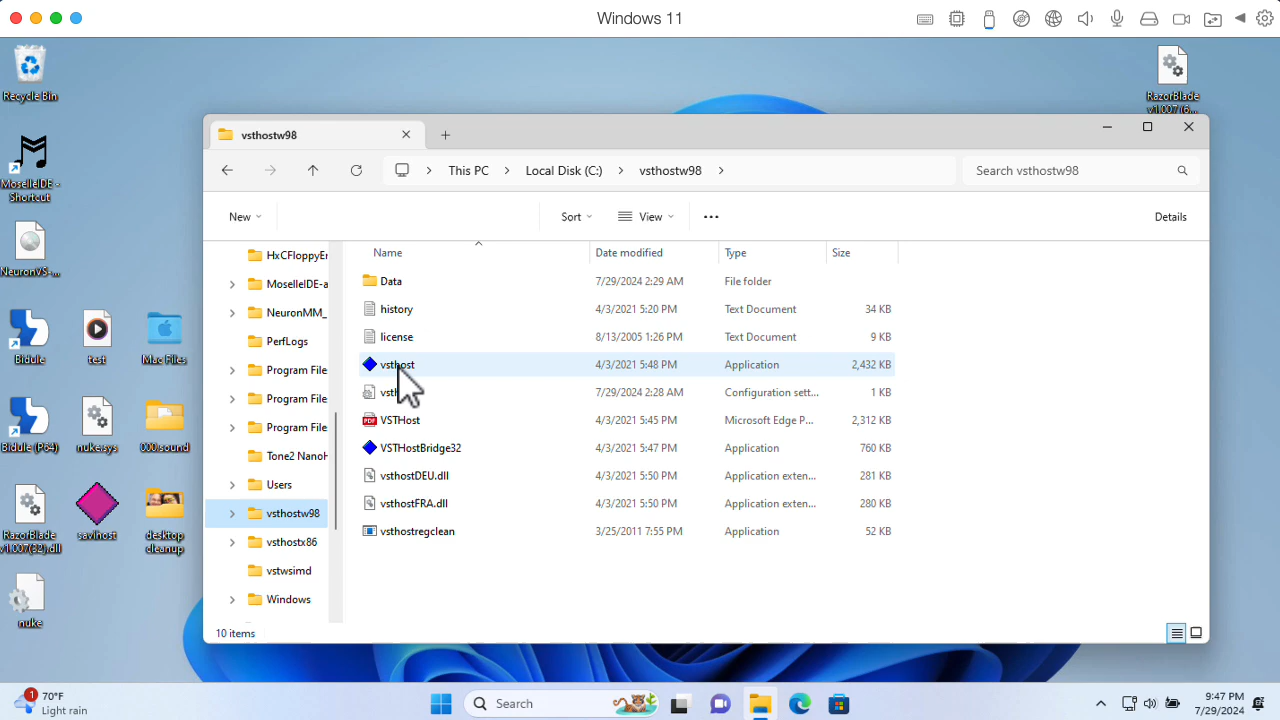 Windows 11
Recycle Bin
MoselleIDE -
Shortcut
NeuronVS-...
Bidule
test
Mac Files
Bidule (P64)
nuke.sys
000.sound
RazorBlade
v1.007(32).dll
savihost
desktop
cleanup
nuke
RazorBlade
v1.007 (6...
vsthostw98
This PC
Local Disk (C:)
vsthostw98
Search vsthostw98
New
Sort
View
Details
HxCFloppyE
MoselleIDE-a
NeuronMM_
PerfLogs
Program File
Program File
Program File
Tone2 Nano
Users
vsthostw98
vsthostx86
vstwsimd
Windows
Name Date modified Type Size
Data 7/29/2024 2:29 AM File folder
history 4/3/2021 5:20 PM Text Document 34 KB
license 8/13/2005 1:26 PM Text Document 9 KB
vsthost 4/3/2021 5:48 PM Application 2,432 KB
7/29/2024 2:28 AM Configuration sett... 1 KB
VSTHost 4/3/2021 5:45 PM Microsoft Edge P... 2,312 KB
VSTHostBridge32 4/3/2021 5:47 PM Application 760 KB
vsthostDEU.dll 4/3/2021 5:50 PM Application exten... 281 KB
vsthostFRA.dll 4/3/2021 5:50 PM Application exten... 280 KB
vsthostregclean 3/25/2011 7:55 PM Application 52 KB
10 items
1
70°F
Light rain
Search
9:47 PM
7/29/2024